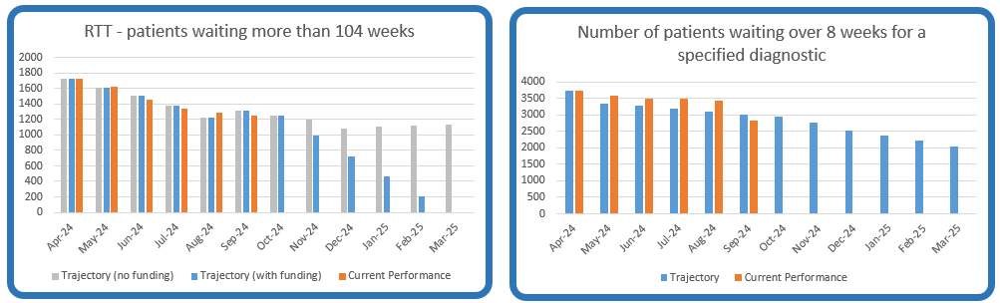 RTT - patients waiting more than 104 weeks
2000
1800
1600
1400
1200
1000
800
600
400
200
0
Apr-24
May-24
Jun-24
Jul-24
Aug-24
Sep-24
Oct-24
Nov-24
Dec-24
Jan-25
Feb-25
Mar-25
Trajectory (no funding) Trajectory (with funding) Current Performance
Number of patients waiting over 8 weeks for a
specified diagnostic
4000
3500
3000
2500
2000
1500
1000
500
0
Apr-24
May-24
Jun-24
Jul-24
Aug-24
Sep-24
Oct-24
Nov-24
Dec-24
Jan-25
Feb-25
Mar-25
Trajectory Current Performance